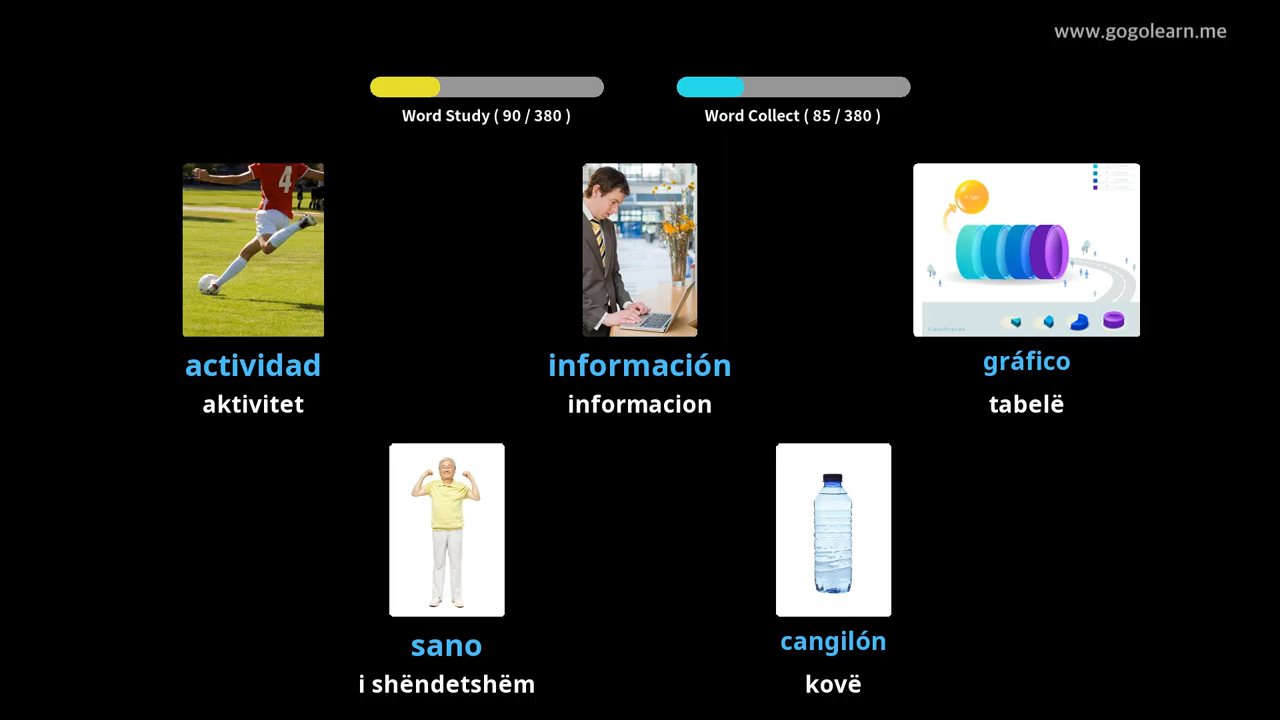 www.gogolearn.me
Word Study ( 90 / 380 )
Word Collect ( 85 / 380 )
4
actividad
información
gráfico
aktivitet
informacion
tabelë
sano
cangilón
i shëndetshëm
kovë